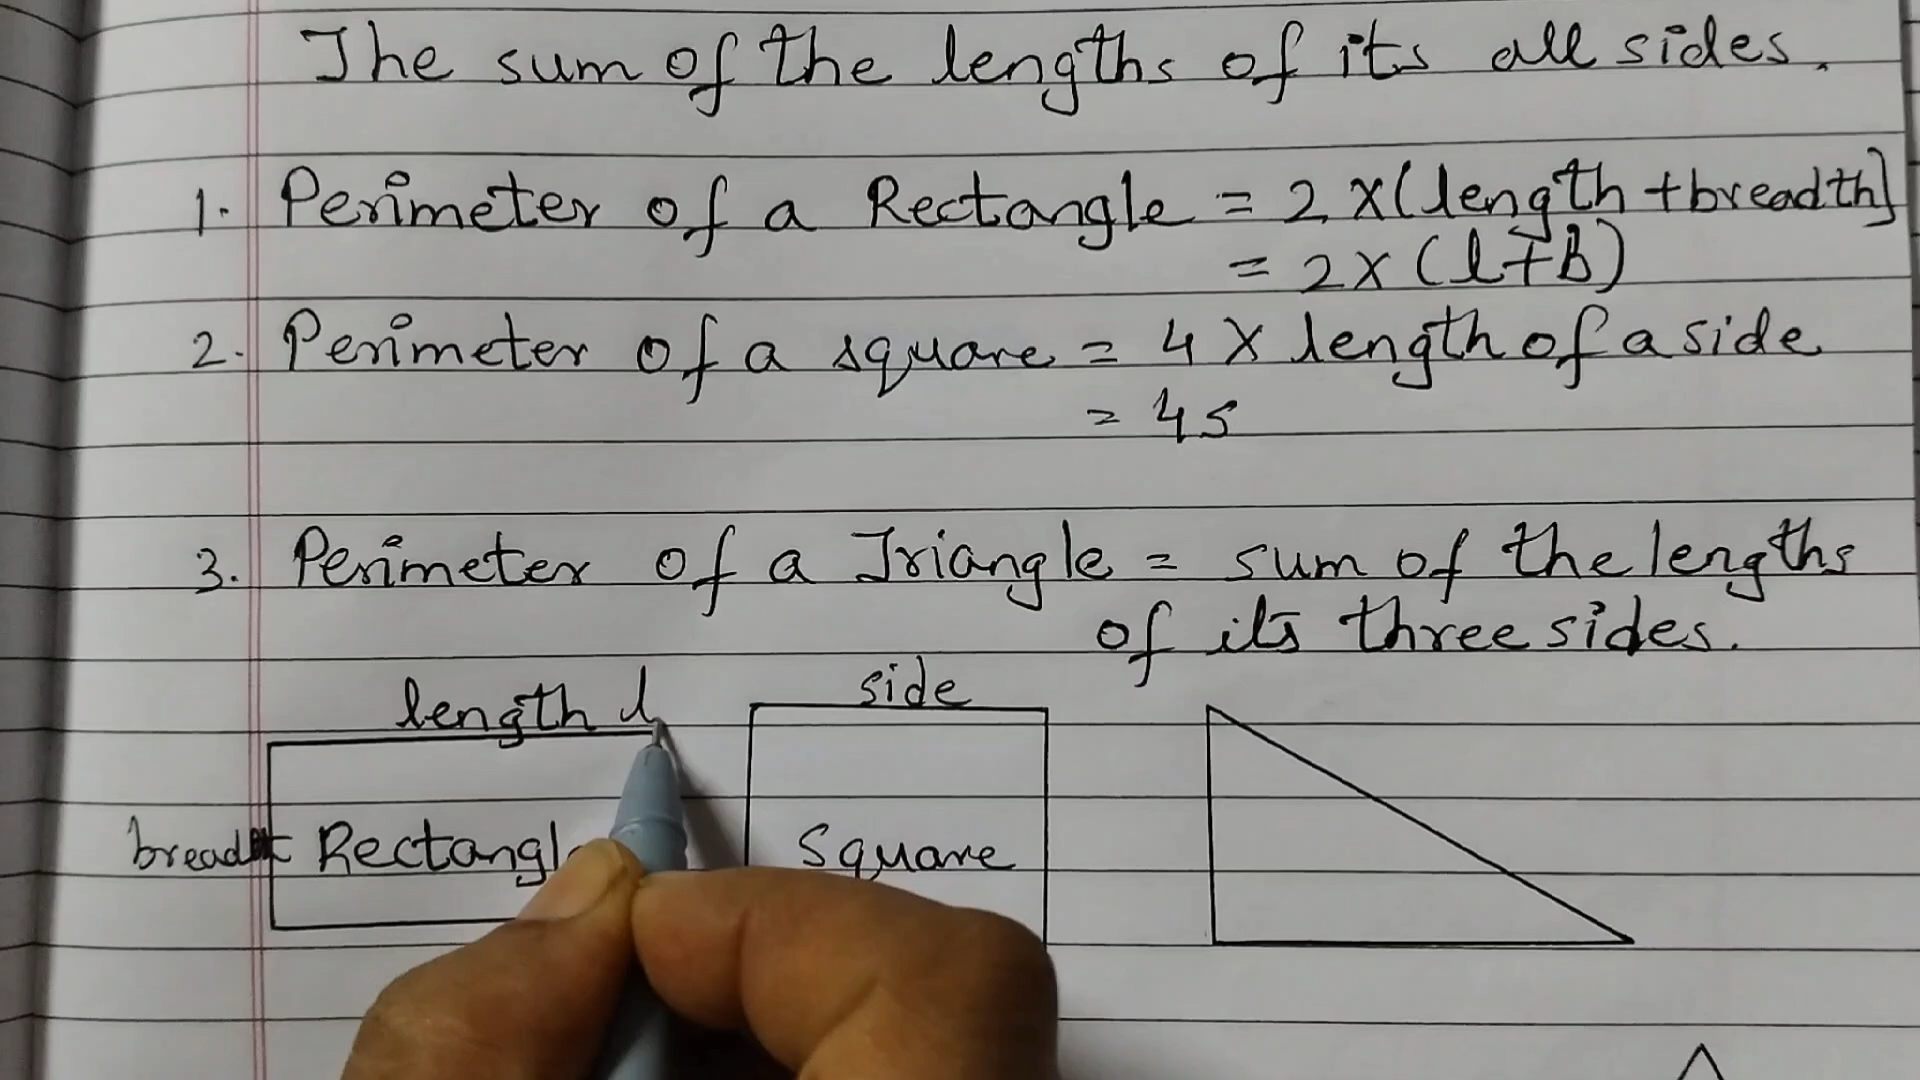 The sum of the lengths of its all sides.
1. Perimeter of a Rectangle = 2 x (length + breadth)
= 2 x (l + b)
2. Perimeter of a square = 4 x length of a side
= 4s
3. Perimeter of a Triangle = sum of the lengths
of its three sides.
length l
side
Rectangle
Square